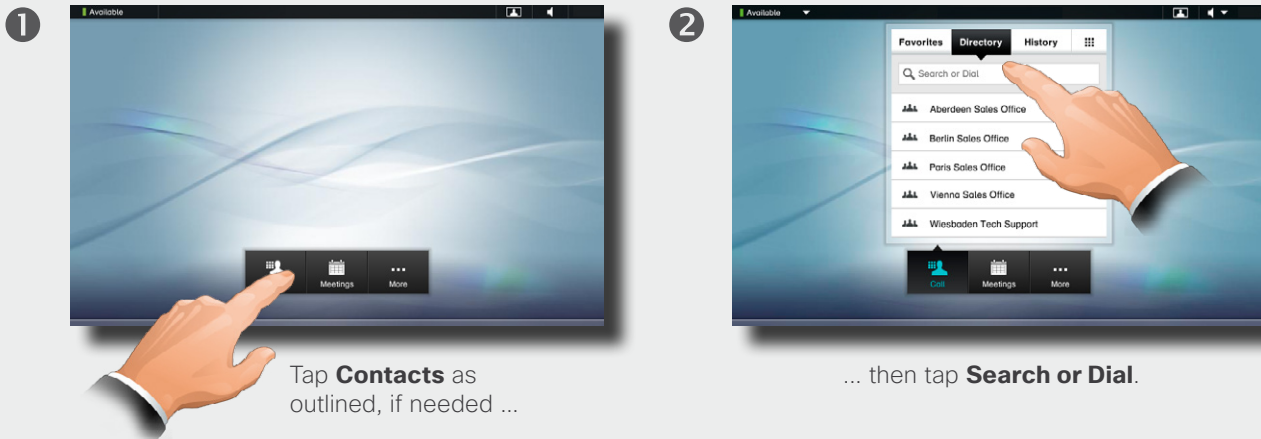 1
Available
Meetings
More
Tap Contacts as
outlined, if needed ...
2
Available
Favorites Directory History
Search or Dial
Aberdeen Sales Office
Berlin Sales Office
Paris Sales Office
Vienna Sales Office
Wiesbaden Tech Support
Call Meetings More
... then tap Search or Dial.